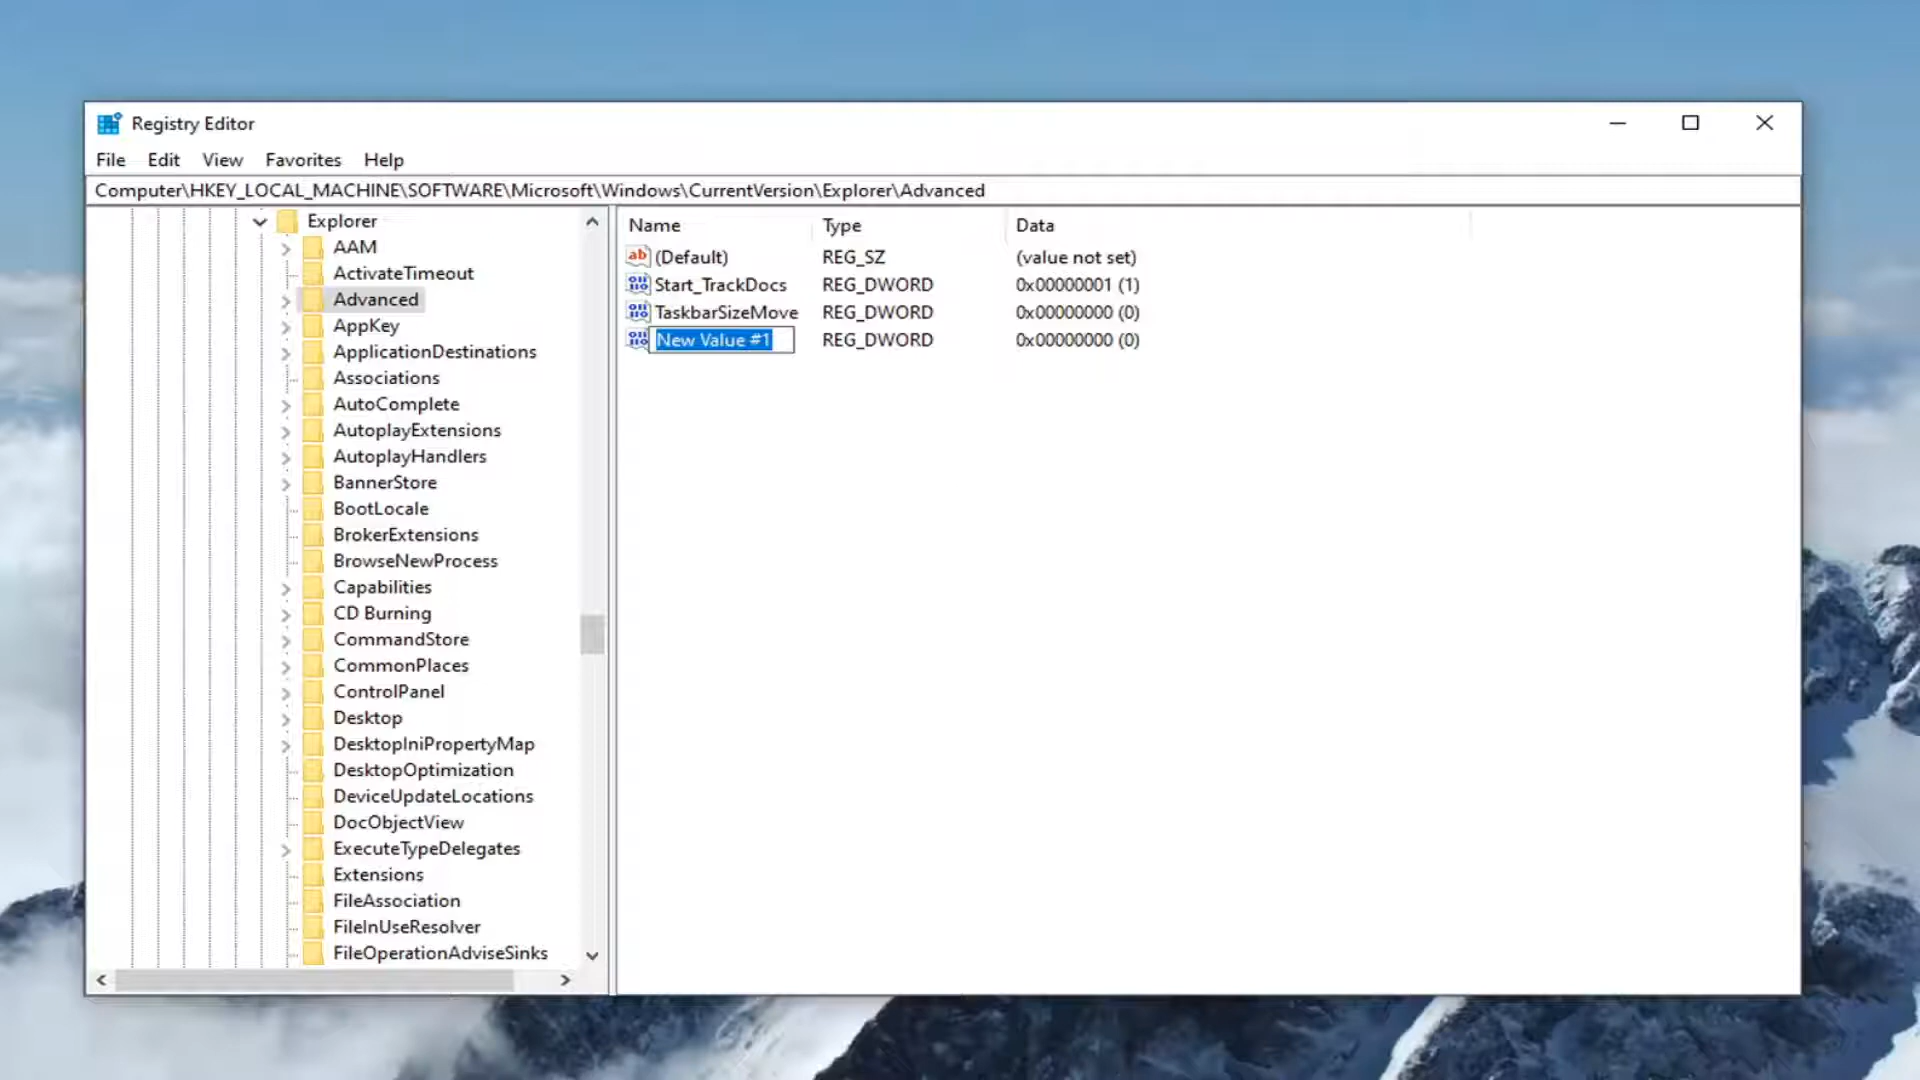 Registry Editor
File Edit View Favorites Help
Computer\HKEY_LOCAL_MACHINE\SOFTWARE\Microsoft\Windows\CurrentVersion\Explorer\Advanced
Explorer
AAM
ActivateTimeout
Advanced
AppKey
ApplicationDestinations
Associations
AutoComplete
AutoplayExtensions
AutoplayHandlers
BannerStore
BootLocale
BrokerExtensions
BrowseNewProcess
Capabilities
CD Burning
CommandStore
CommonPlaces
ControlPanel
Desktop
DesktopIniPropertyMap
DesktopOptimization
DeviceUpdateLocations
DocObjectView
ExecuteTypeDelegates
Extensions
FileAssociation
FileInUseResolver
FileOperationAdviseSinks
Name Type Data
(Default) REG_SZ (value not set)
Start_TrackDocs REG_DWORD 0x00000001 (1)
TaskbarSizeMove REG_DWORD 0x00000000 (0)
New Value #1 REG_DWORD 0x00000000 (0)